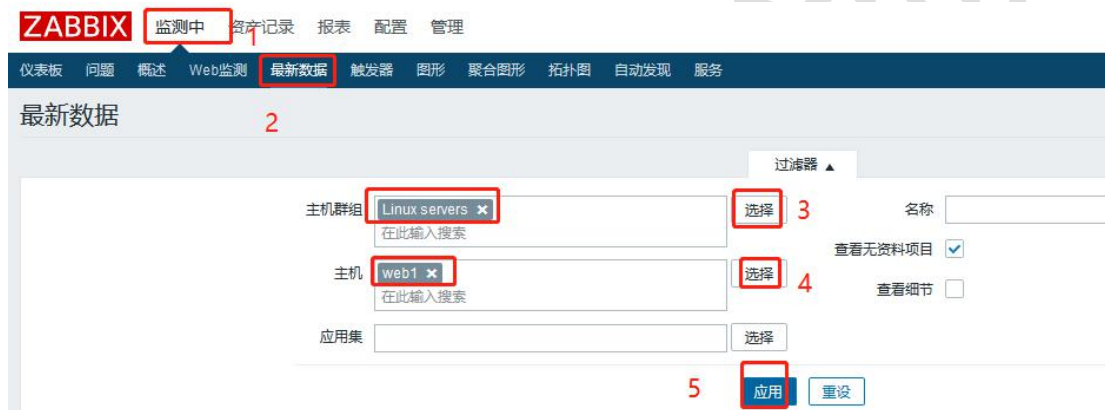 ZABBIX 监测中 资产记录 报表 配置 管理
1
仪表板 问题 概述 Web监测 最新数据 触发器 图形 聚合图形 拓扑图 自动发现 服务
最新数据
2
过滤器 ▲
主机群组 Linux servers × 选择 3 名称
在此输入搜索
查看无资料项目
主机 web1 × 选择 4
在此输入搜索 查看细节
应用集 选择
5 应用 重设